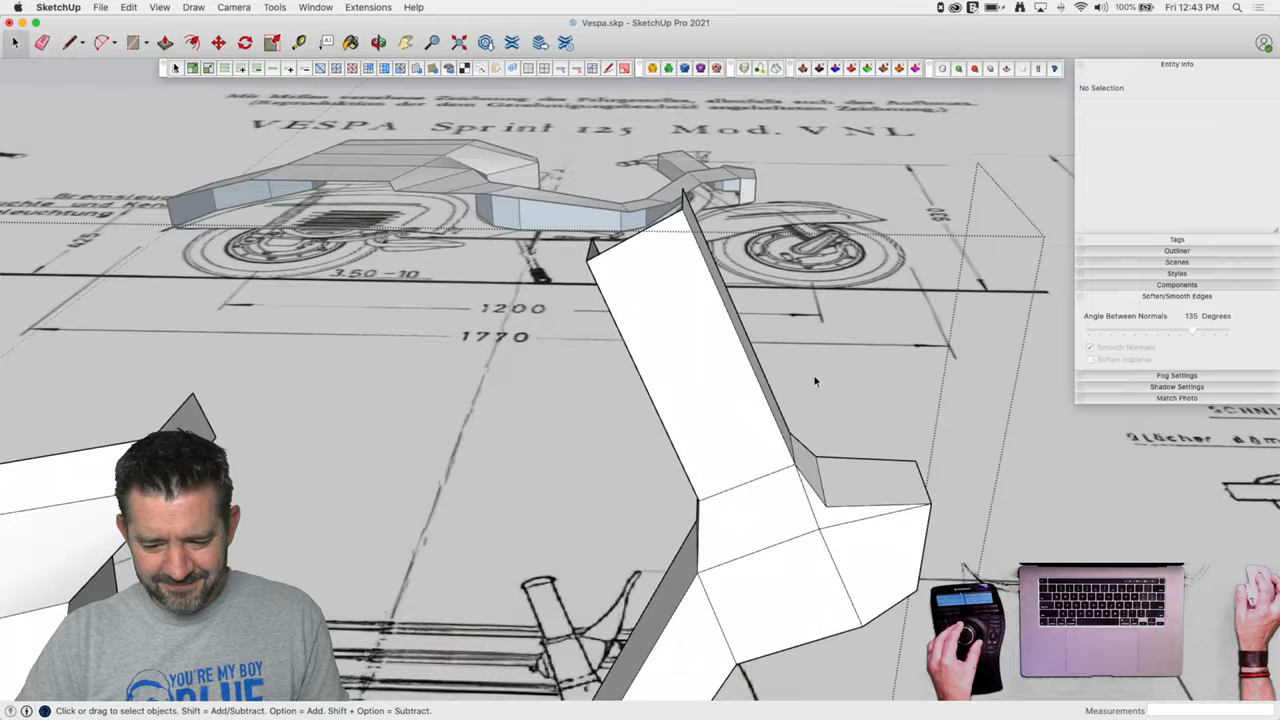 SketchUp File Edit View Draw Camera Tools Window Extensions Help
100%
Fri 12:43 PM
Vespa.skp - SketchUp Pro 2021
Entity Info
No Selection
VESPA Sprint 125 Mod. VNL
3.50-10
1200
1770
Tags
Outliner
Scenes
Styles
Components
Soften/Smooth Edges
Angle Between Normals 135 Degrees
Smooth Normals
Soften coplanar
Fog Settings
Shadow Settings
Match Photo
YOU'RE MY BOY
BLUE
Click or drag to select objects. Shift = Add/Subtract. Option = Add. Shift + Option = Subtract.
Measurements